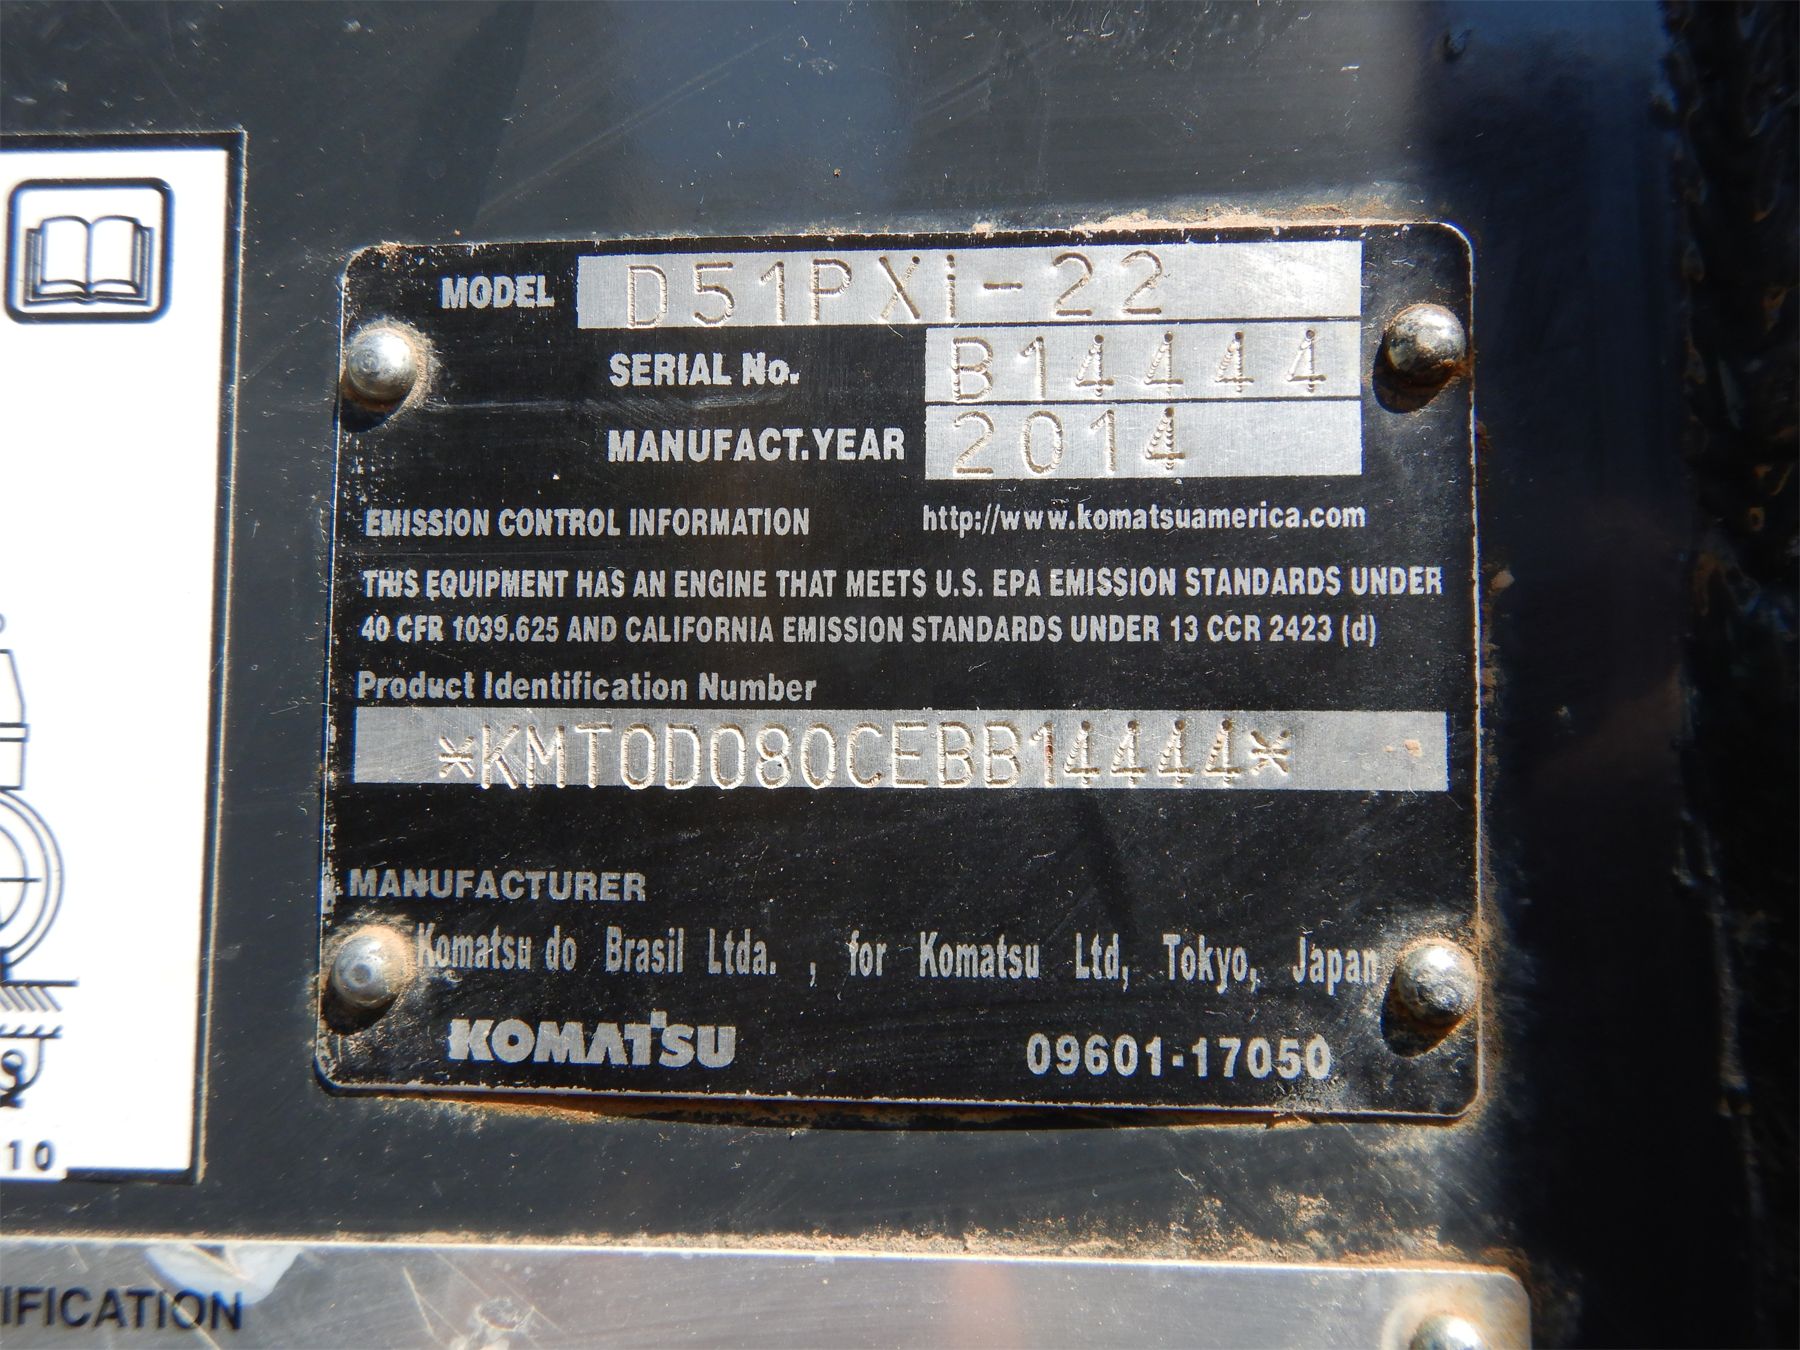 MODEL D51PXi-22
SERIAL No. B14444
MANUFACT.YEAR 2014
EMISSION CONTROL INFORMATION http://www.komatsuamerica.com
THIS EQUIPMENT HAS AN ENGINE THAT MEETS U.S. EPA EMISSION STANDARDS UNDER
40 CFR 1039.625 AND CALIFORNIA EMISSION STANDARDS UNDER 13 CCR 2423 (d)
Product Identification Number
*KMT0D080CEBB14444*
MANUFACTURER
Komatsu do Brasil Ltda. , for Komatsu Ltd, Tokyo, Japan
KOMATSU 09601-17050
10
IFICATION